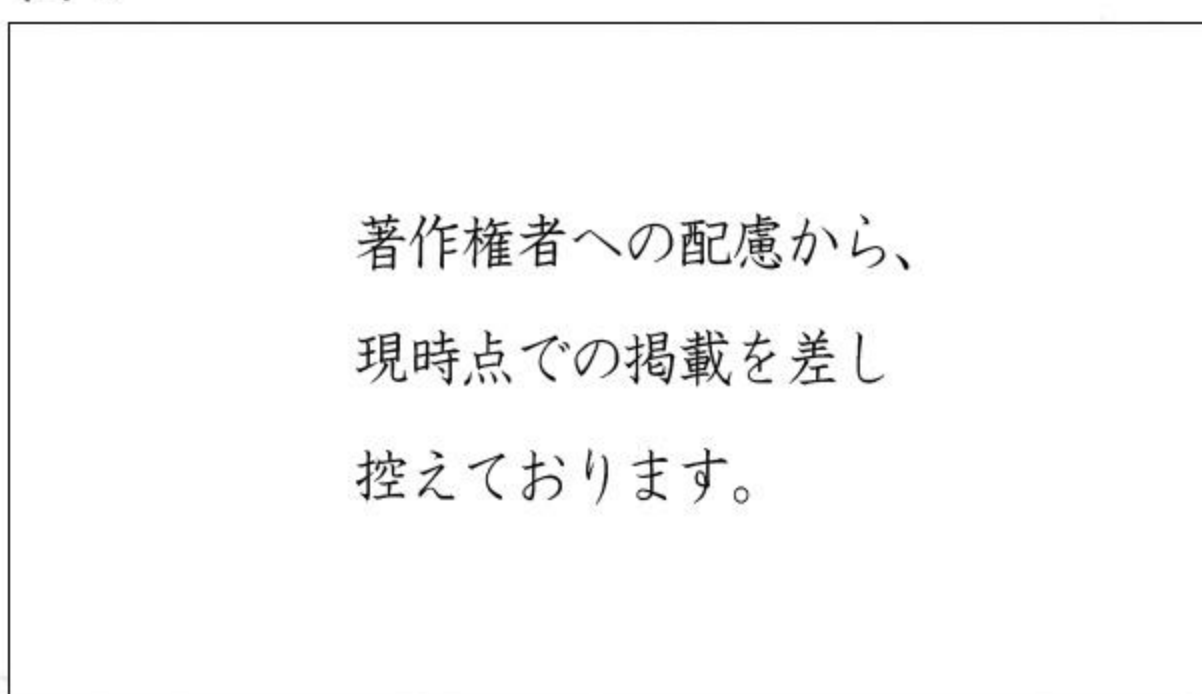 著作権者への配慮から、
現時点での掲載を差し
控えております。